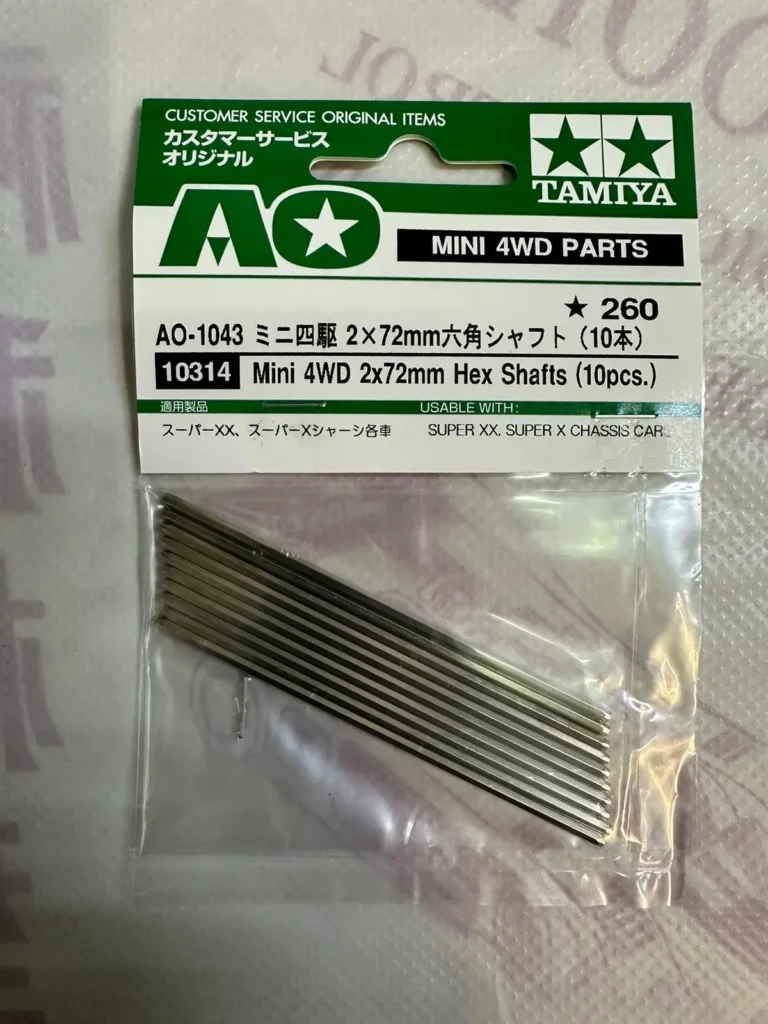 CUSTOMER SERVICE ORIGINAL ITEMS
カスタマーサービス
オリジナル
TAMIYA
AO
MINI 4WD PARTS
★ 260
AO-1043 ミニ四駆 2×72mm六角シャフト（10本）
10314 Mini 4WD 2x72mm Hex Shafts (10pcs.)
適用製品 USABLE WITH:
スーパーXX、スーパーXシャーシ各車 SUPER XX, SUPER X CHASSIS CARS